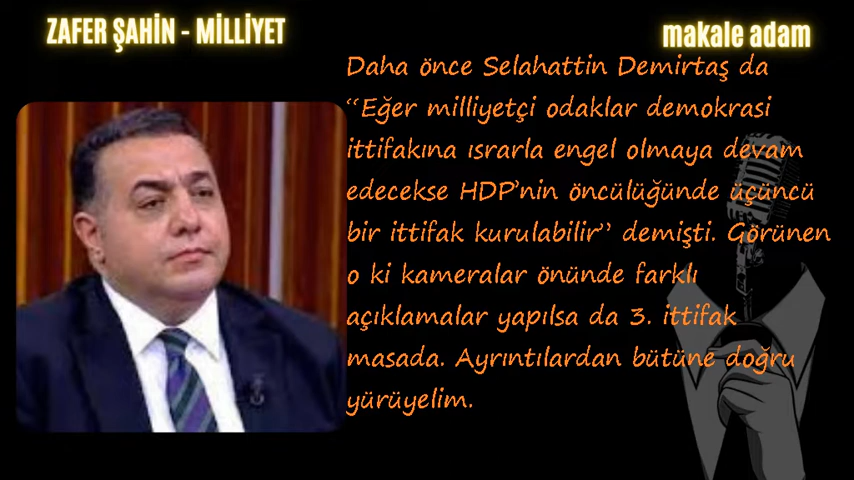 ZAFER ŞAHİN - MİLLİYET
makale adam
Daha önce Selahattin Demirtaş da
“Eğer milliyetçi odaklar demokrasi
ittifakına ısrarla engel olmaya devam
edecekse HDP’nin öncülüğünde üçüncü
bir ittifak kurulabilir” demişti. Görünen
o ki kameralar önünde farklı
açıklamalar yapılsa da 3. ittifak
masada. Ayrıntılardan bütüne doğru
yürüyelim.